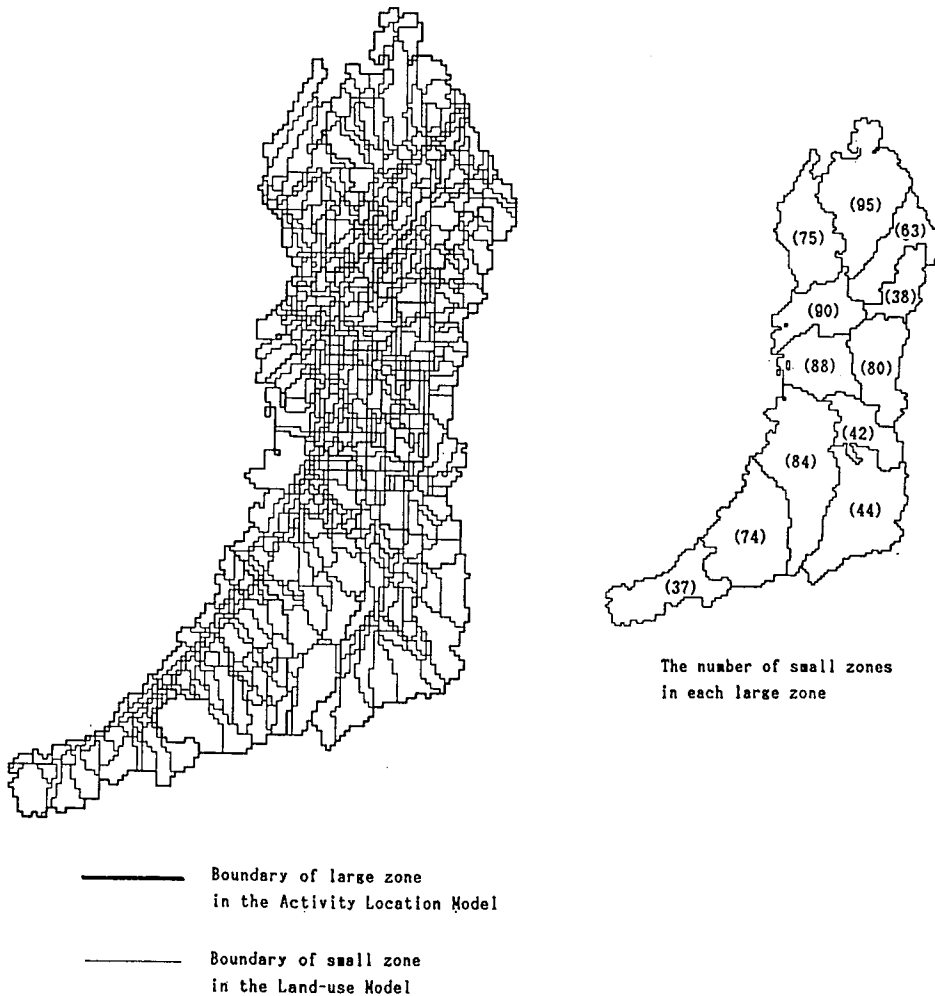 (95)
(63)
(75)
(38)
(90)
(88)
(80)
(42)
(84)
(44)
(74)
(37)
The number of small zones
in each large zone
Boundary of large zone
in the Activity Location Model
Boundary of small zone
in the Land-use Model